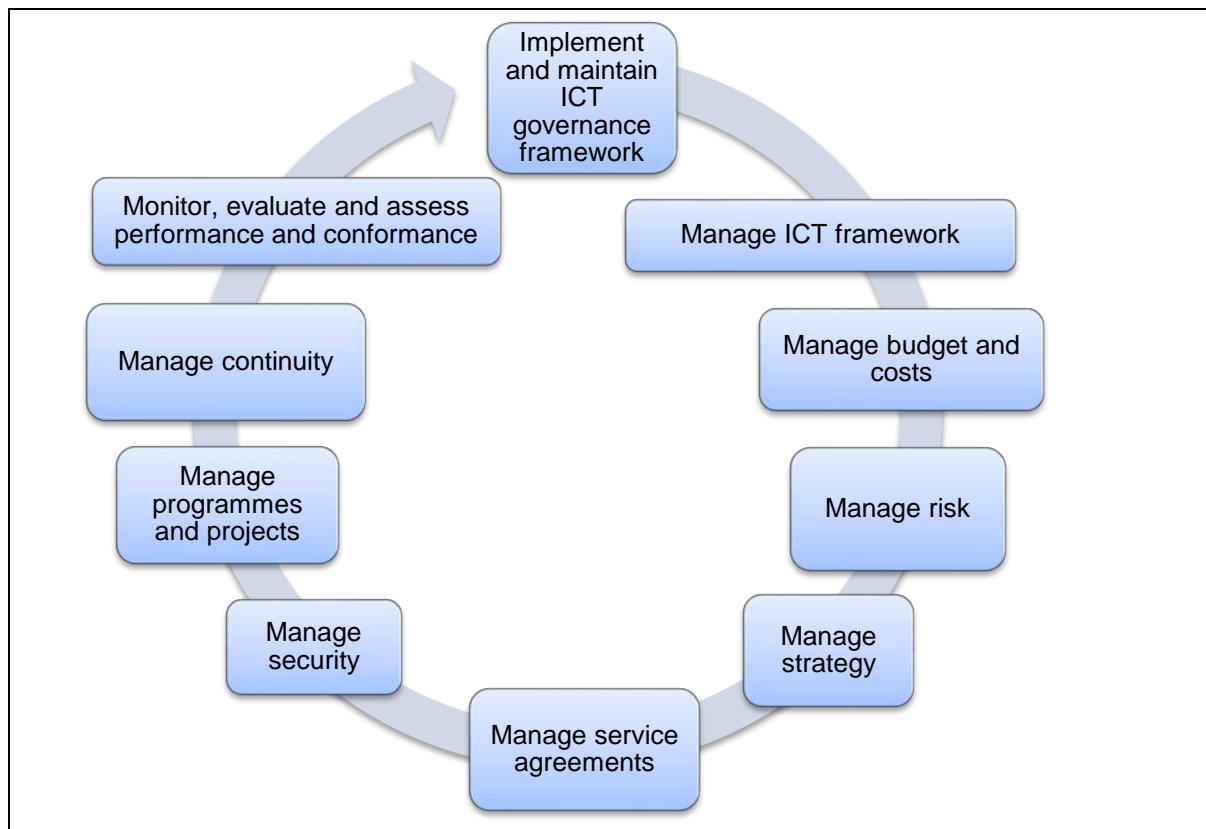 Implement
and maintain
ICT
governance
framework
Manage ICT framework
Manage budget and
costs
Manage risk
Manage
strategy
Manage service
agreements
Manage
security
Manage
programmes
and projects
Manage continuity
Monitor, evaluate and assess
performance and conformance